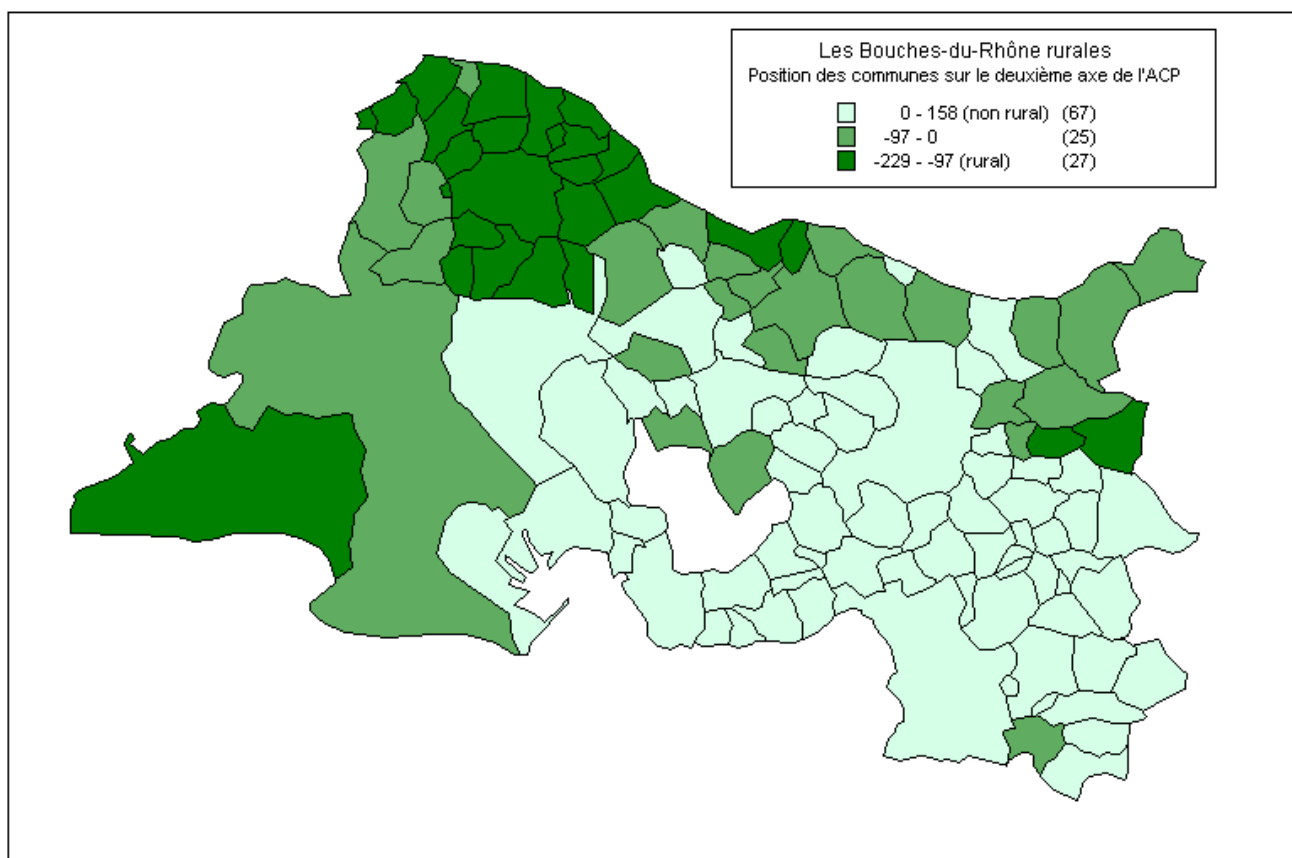 Les Bouches-du-Rhône rurales
Position des communes sur le deuxième axe de l'ACP
0 - 158 (non rural) (67)
-97 - 0 (25)
-229 - -97 (rural) (27)